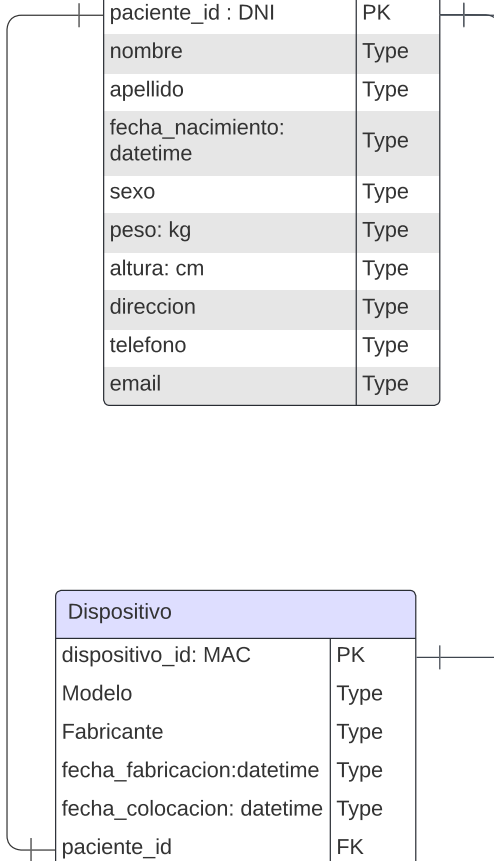 paciente_id : DNI PK
nombre Type
apellido Type
fecha_nacimiento:
datetime Type
sexo Type
peso: kg Type
altura: cm Type
direccion Type
telefono Type
email Type
Dispositivo
dispositivo_id: MAC PK
Modelo Type
Fabricante Type
fecha_fabricacion:datetime Type
fecha_colocacion: datetime Type
paciente_id FK